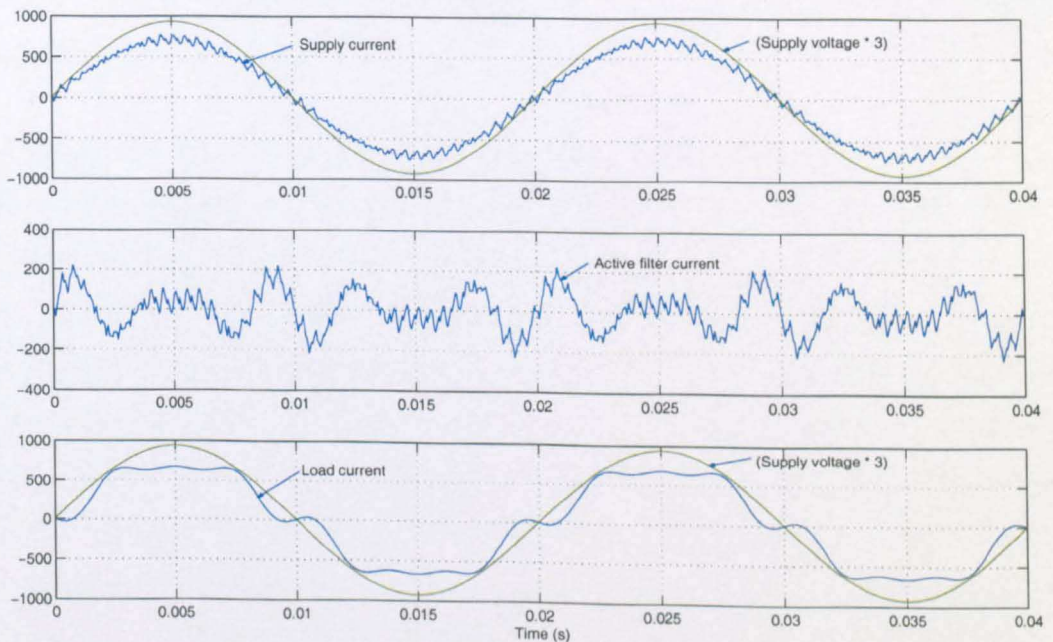 1000
Supply current
(Supply voltage * 3)
500
0
−500
−1000
0 0.005 0.01 0.015 0.02 0.025 0.03 0.035 0.04
400
Active filter current
200
0
−200
−400
0 0.005 0.01 0.015 0.02 0.025 0.03 0.035 0.04
1000
Load current
(Supply voltage * 3)
500
0
−500
−1000
0 0.005 0.01 0.015 0.02 0.025 0.03 0.035 0.04
Time (s)